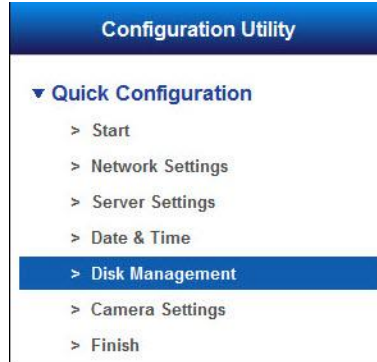 Configuration Utility
Quick Configuration
> Start
> Network Settings
> Server Settings
> Date & Time
> Disk Management
> Camera Settings
> Finish